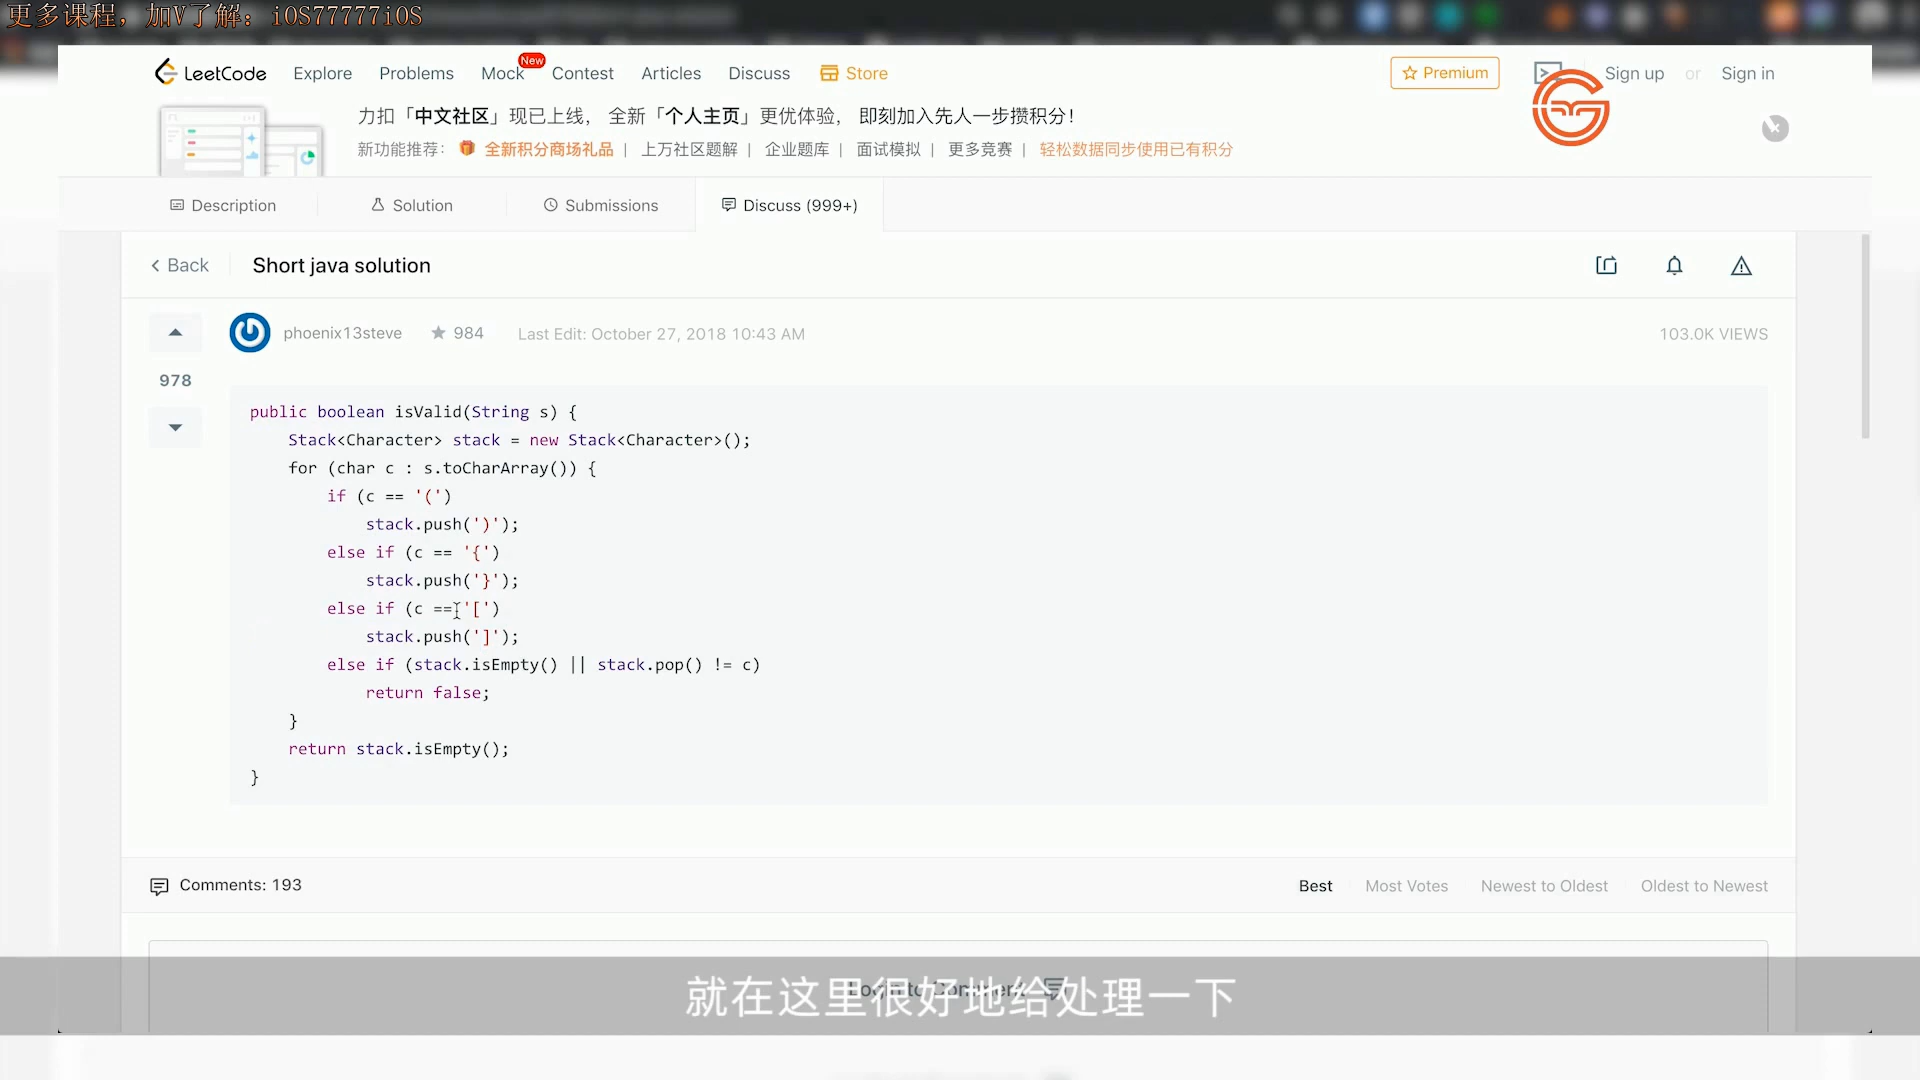 更多课程，加V了解：iOS77777iOS
LeetCode Explore Problems Mock New Contest Articles Discuss Store Premium Sign up or Sign in
力扣「中文社区」现已上线， 全新「个人主页」更优体验， 即刻加入先人一步攒积分！
新功能推荐： 全新积分商场礼品 | 上万社区题解 | 企业题库 | 面试模拟 | 更多竞赛 | 轻松数据同步使用已有积分
Description Solution Submissions Discuss (999+)
Back Short java solution
phoenix13steve 984 Last Edit: October 27, 2018 10:43 AM 103.0K VIEWS
978
public boolean isValid(String s) {
    Stack<Character> stack = new Stack<Character>();
    for (char c : s.toCharArray()) {
        if (c == '(')
            stack.push(')');
        else if (c == '{')
            stack.push('}');
        else if (c == '[')
            stack.push(']');
        else if (stack.isEmpty() || stack.pop() != c)
            return false;
    }
    return stack.isEmpty();
}
Comments: 193 Best Most Votes Newest to Oldest Oldest to Newest
就在这里很好地给处理一下